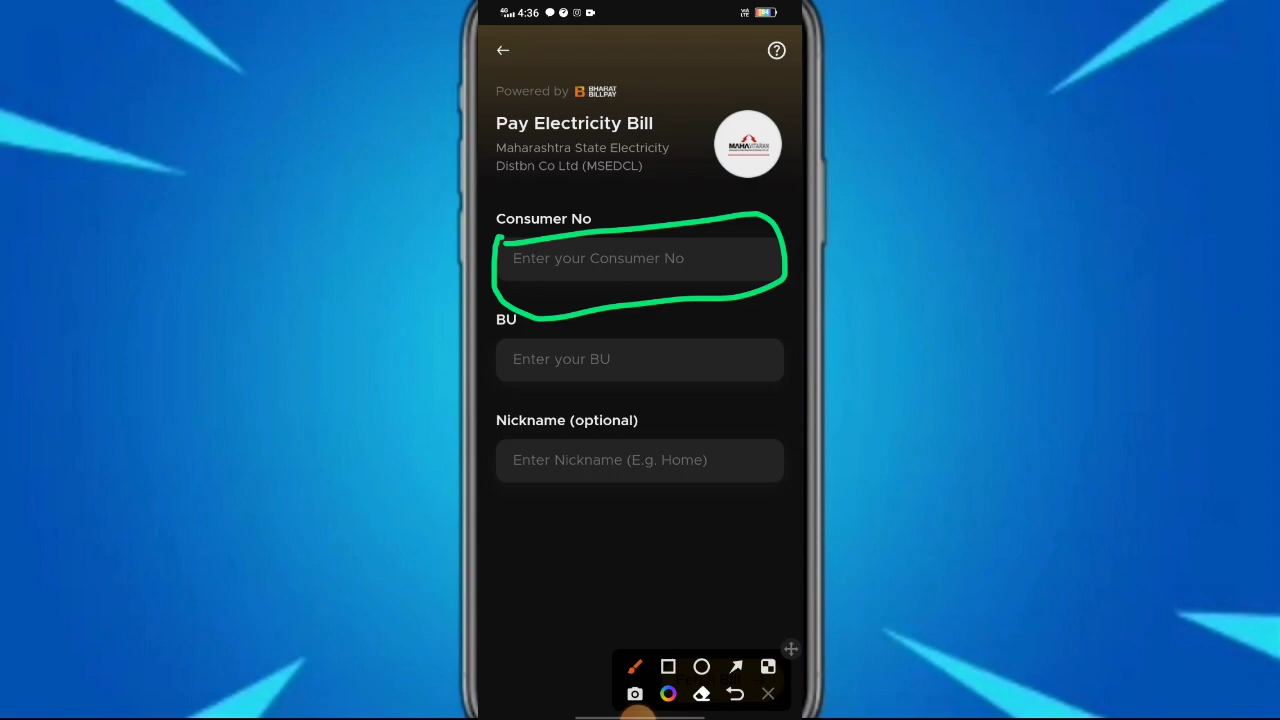 4G 4:36
Powered by BHARAT BILLPAY
Pay Electricity Bill
Maharashtra State Electricity
Distbn Co Ltd (MSEDCL)
MAHAVITARAN
Consumer No
Enter your Consumer No
BU
Enter your BU
Nickname (optional)
Enter Nickname (E.g. Home)